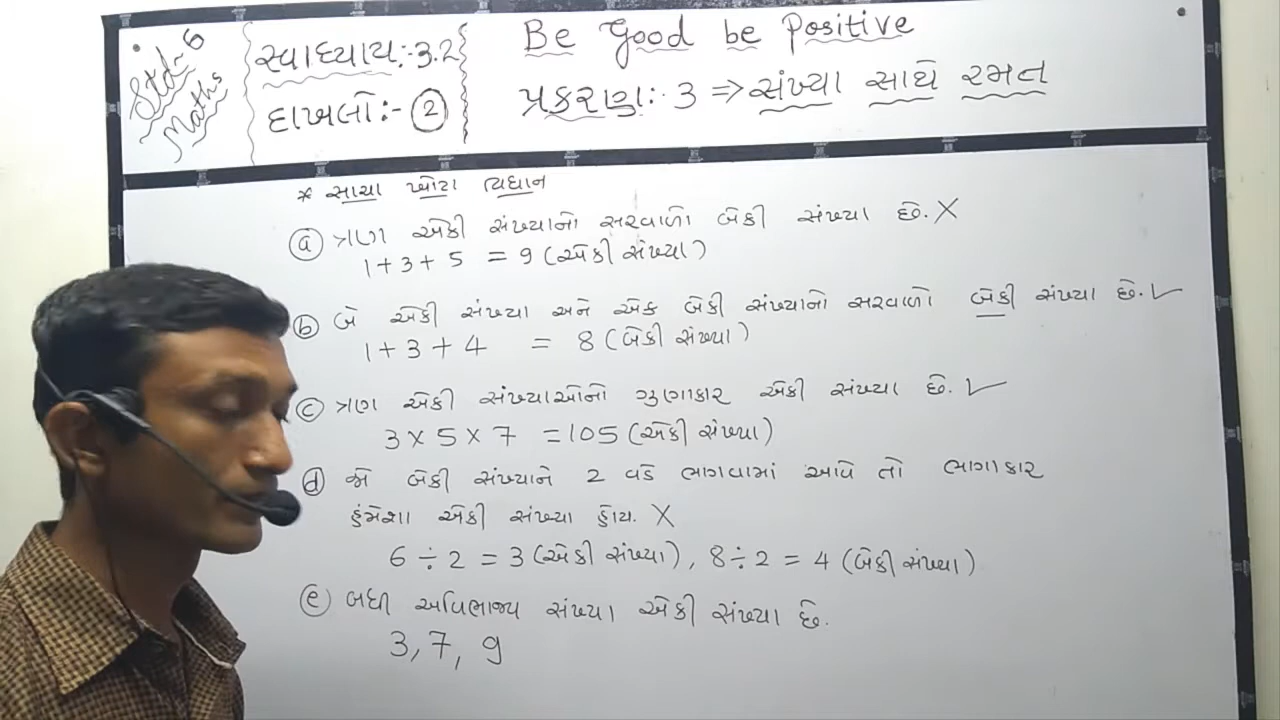 Std-6
Maths
સ્વાધ્યાય:-3.2
દાખલો:- 2
Be Good be Positive
પ્રકરણ: 3 ⇒ સંખ્યા સાથે રમત
* સાચા ખોટા વિધાન
(a) ત્રણ એકી સંખ્યાનો સરવાળો બેકી સંખ્યા છે. ✗
1 + 3 + 5 = 9 (એકી સંખ્યા)
(b) બે એકી સંખ્યા અને એક બેકી સંખ્યાનો સરવાળો બેકી સંખ્યા છે. ✓
1 + 3 + 4 = 8 (બેકી સંખ્યા)
(c) ત્રણ એકી સંખ્યાઓનો ગુણાકાર એકી સંખ્યા છે. ✓
3 × 5 × 7 = 105 (એકી સંખ્યા)
(d) જો બેકી સંખ્યાને 2 વડે ભાગવામાં આવે તો ભાગાકાર
હંમેશા એકી સંખ્યા હોય. ✗
6 ÷ 2 = 3 (એકી સંખ્યા), 8 ÷ 2 = 4 (બેકી સંખ્યા)
(e) બધી અવિભાજ્ય સંખ્યા એકી સંખ્યા છે.
3, 7, 9